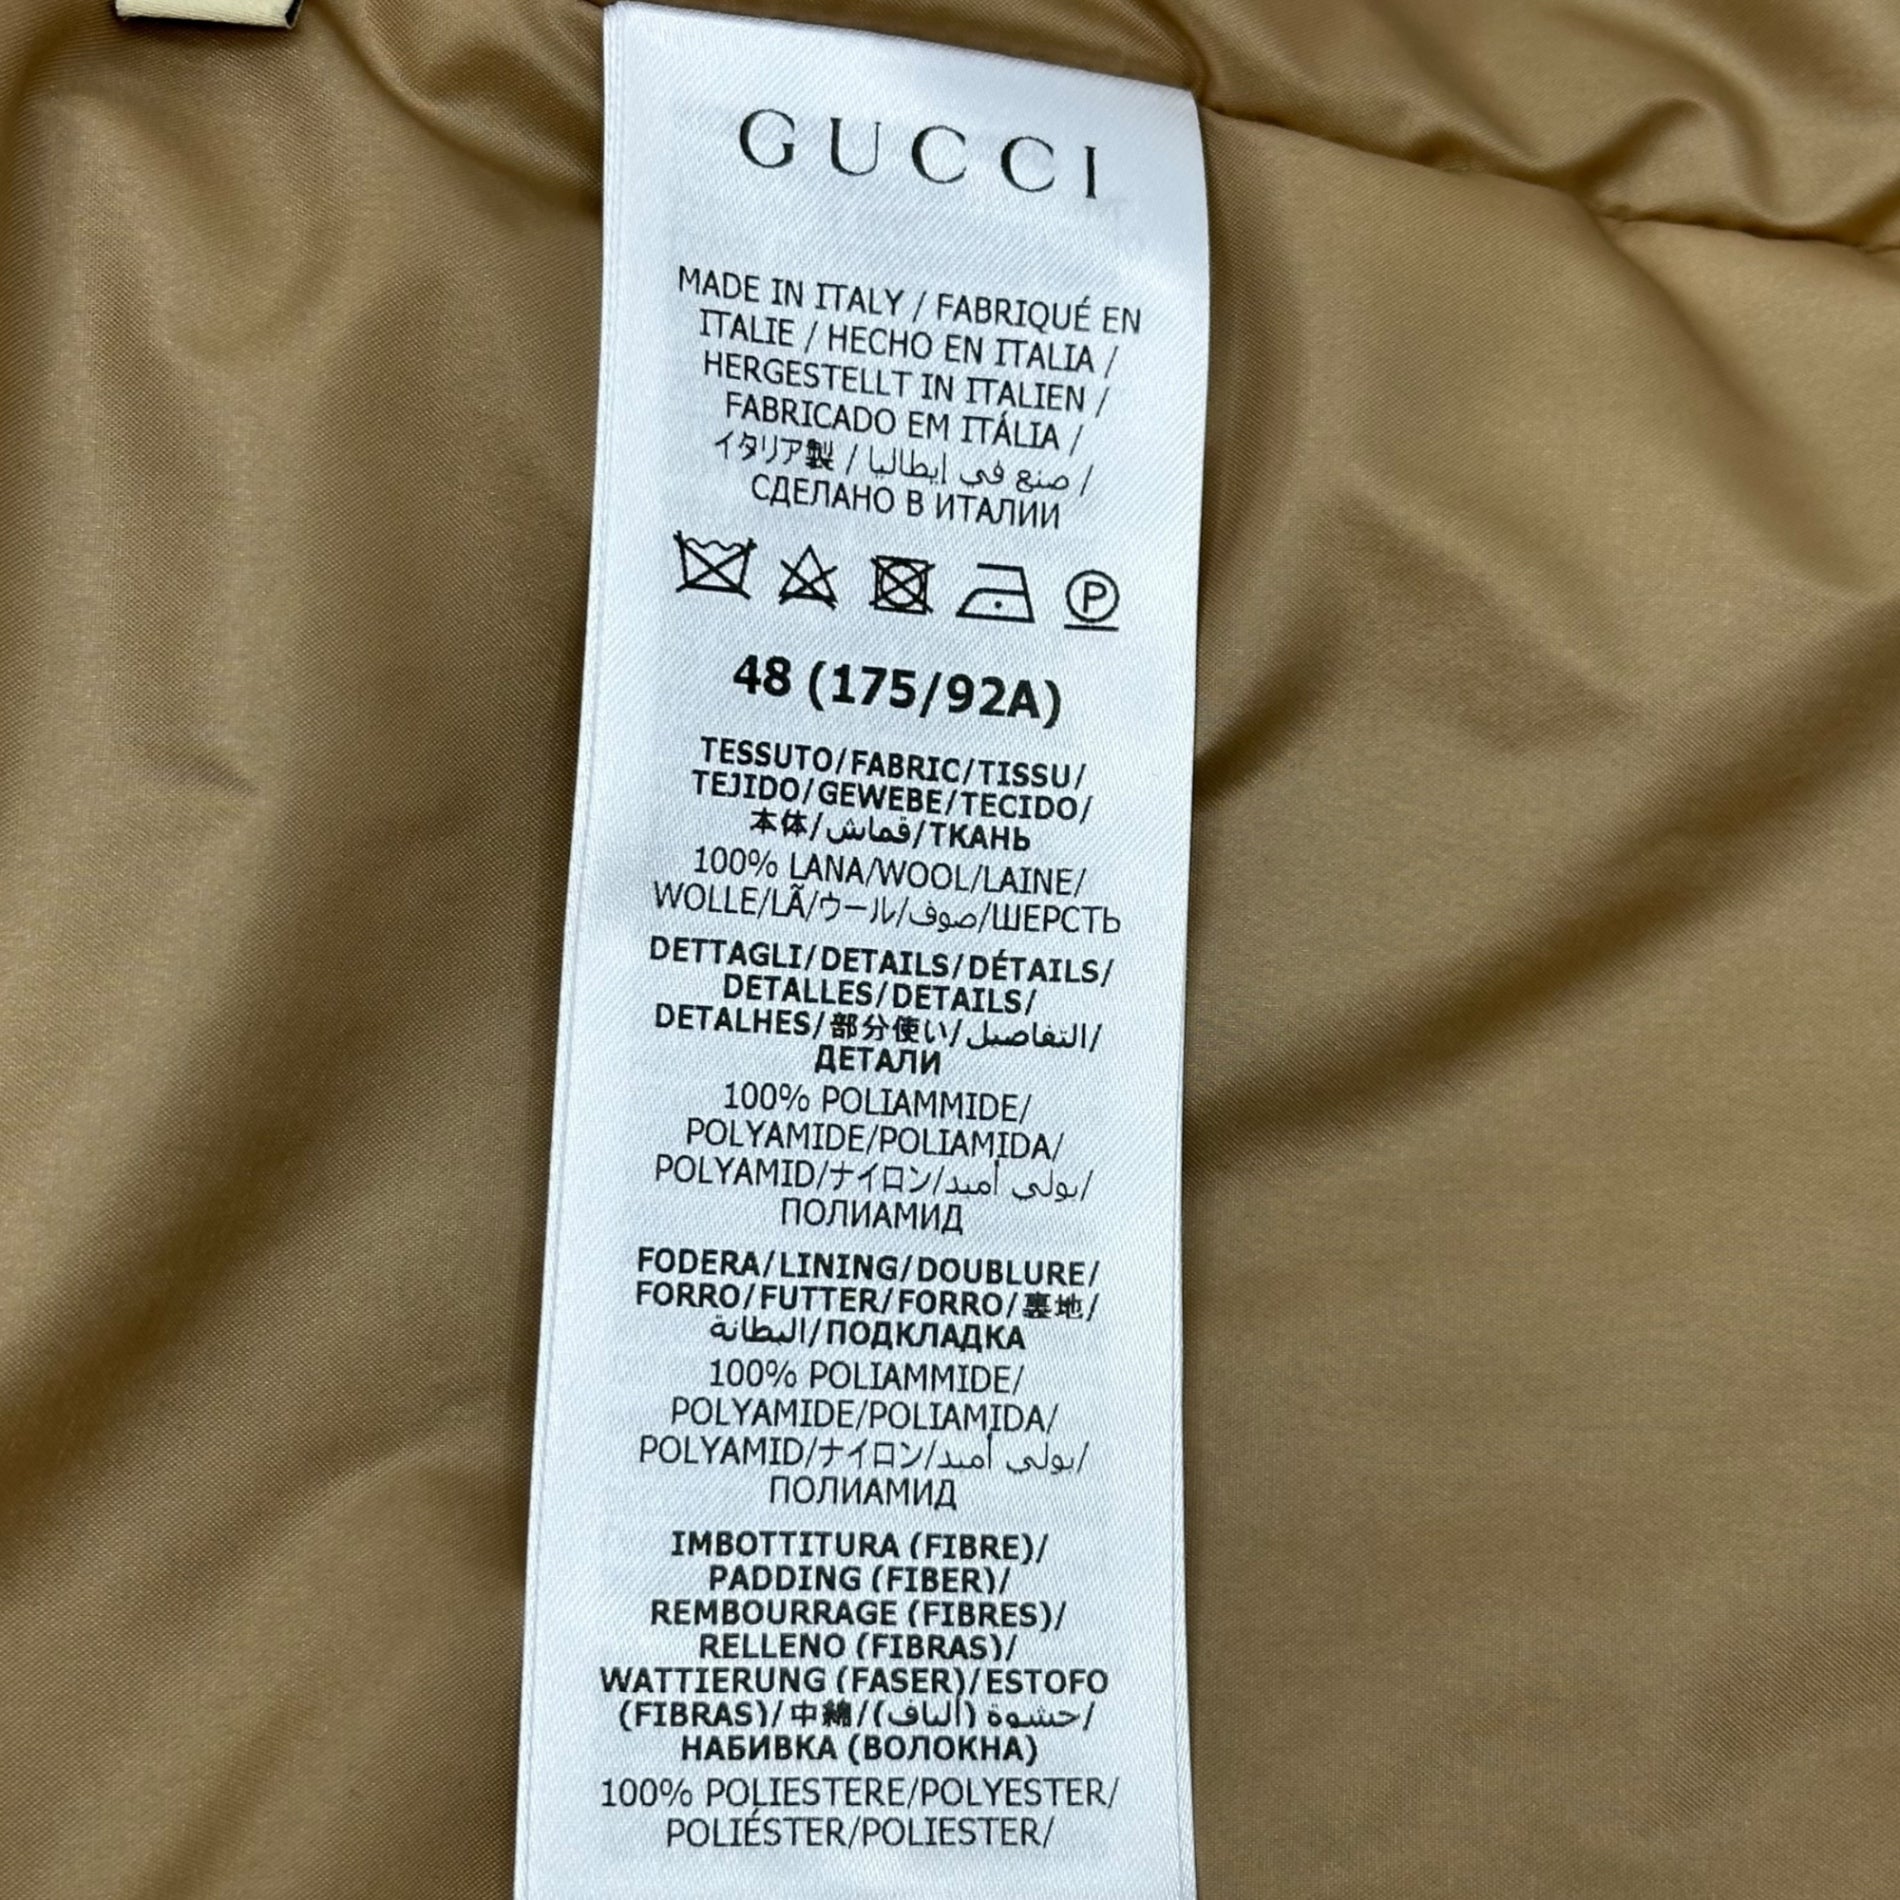 GUCCI
MADE IN ITALY / FABRIQUÉ EN
ITALIE / HECHO EN ITALIA /
HERGESTELLT IN ITALIEN /
FABRICADO EM ITÁLIA /
イタリア製 / صنع في إيطاليا /
СДЕЛАНО В ИТАЛИИ
P
48 (175/92A)
TESSUTO/FABRIC/TISSU/
TEJIDO/GEWEBE/TECIDO/
本体/قماش/ТКАНЬ
100% LANA/WOOL/LAINE/
WOLLE/LÃ/ウール/صوف/ШЕРСТЬ
DETTAGLI/DETAILS/DÉTAILS/
DETALLES/DETAILS/
DETALHES/部分使い/التفاصيل/
ДЕТАЛИ
100% POLIAMMIDE/
POLYAMIDE/POLIAMIDA/
POLYAMID/ナイロン/بولي أميد/
ПОЛИАМИД
FODERA/LINING/DOUBLURE/
FORRO/FUTTER/FORRO/裏地/
البطانة/ПОДКЛАДКА
100% POLIAMMIDE/
POLYAMIDE/POLIAMIDA/
POLYAMID/ナイロン/بولي أميد/
ПОЛИАМИД
IMBOTTITURA (FIBRE)/
PADDING (FIBER)/
REMBOURRAGE (FIBRES)/
RELLENO (FIBRAS)/
WATTIERUNG (FASER)/ESTOFO
(FIBRAS)/中綿/حشوة (ألياف)/
НАБИВКА (ВОЛОКНА)
100% POLIESTERE/POLYESTER/
POLIÉSTER/POLIESTER/